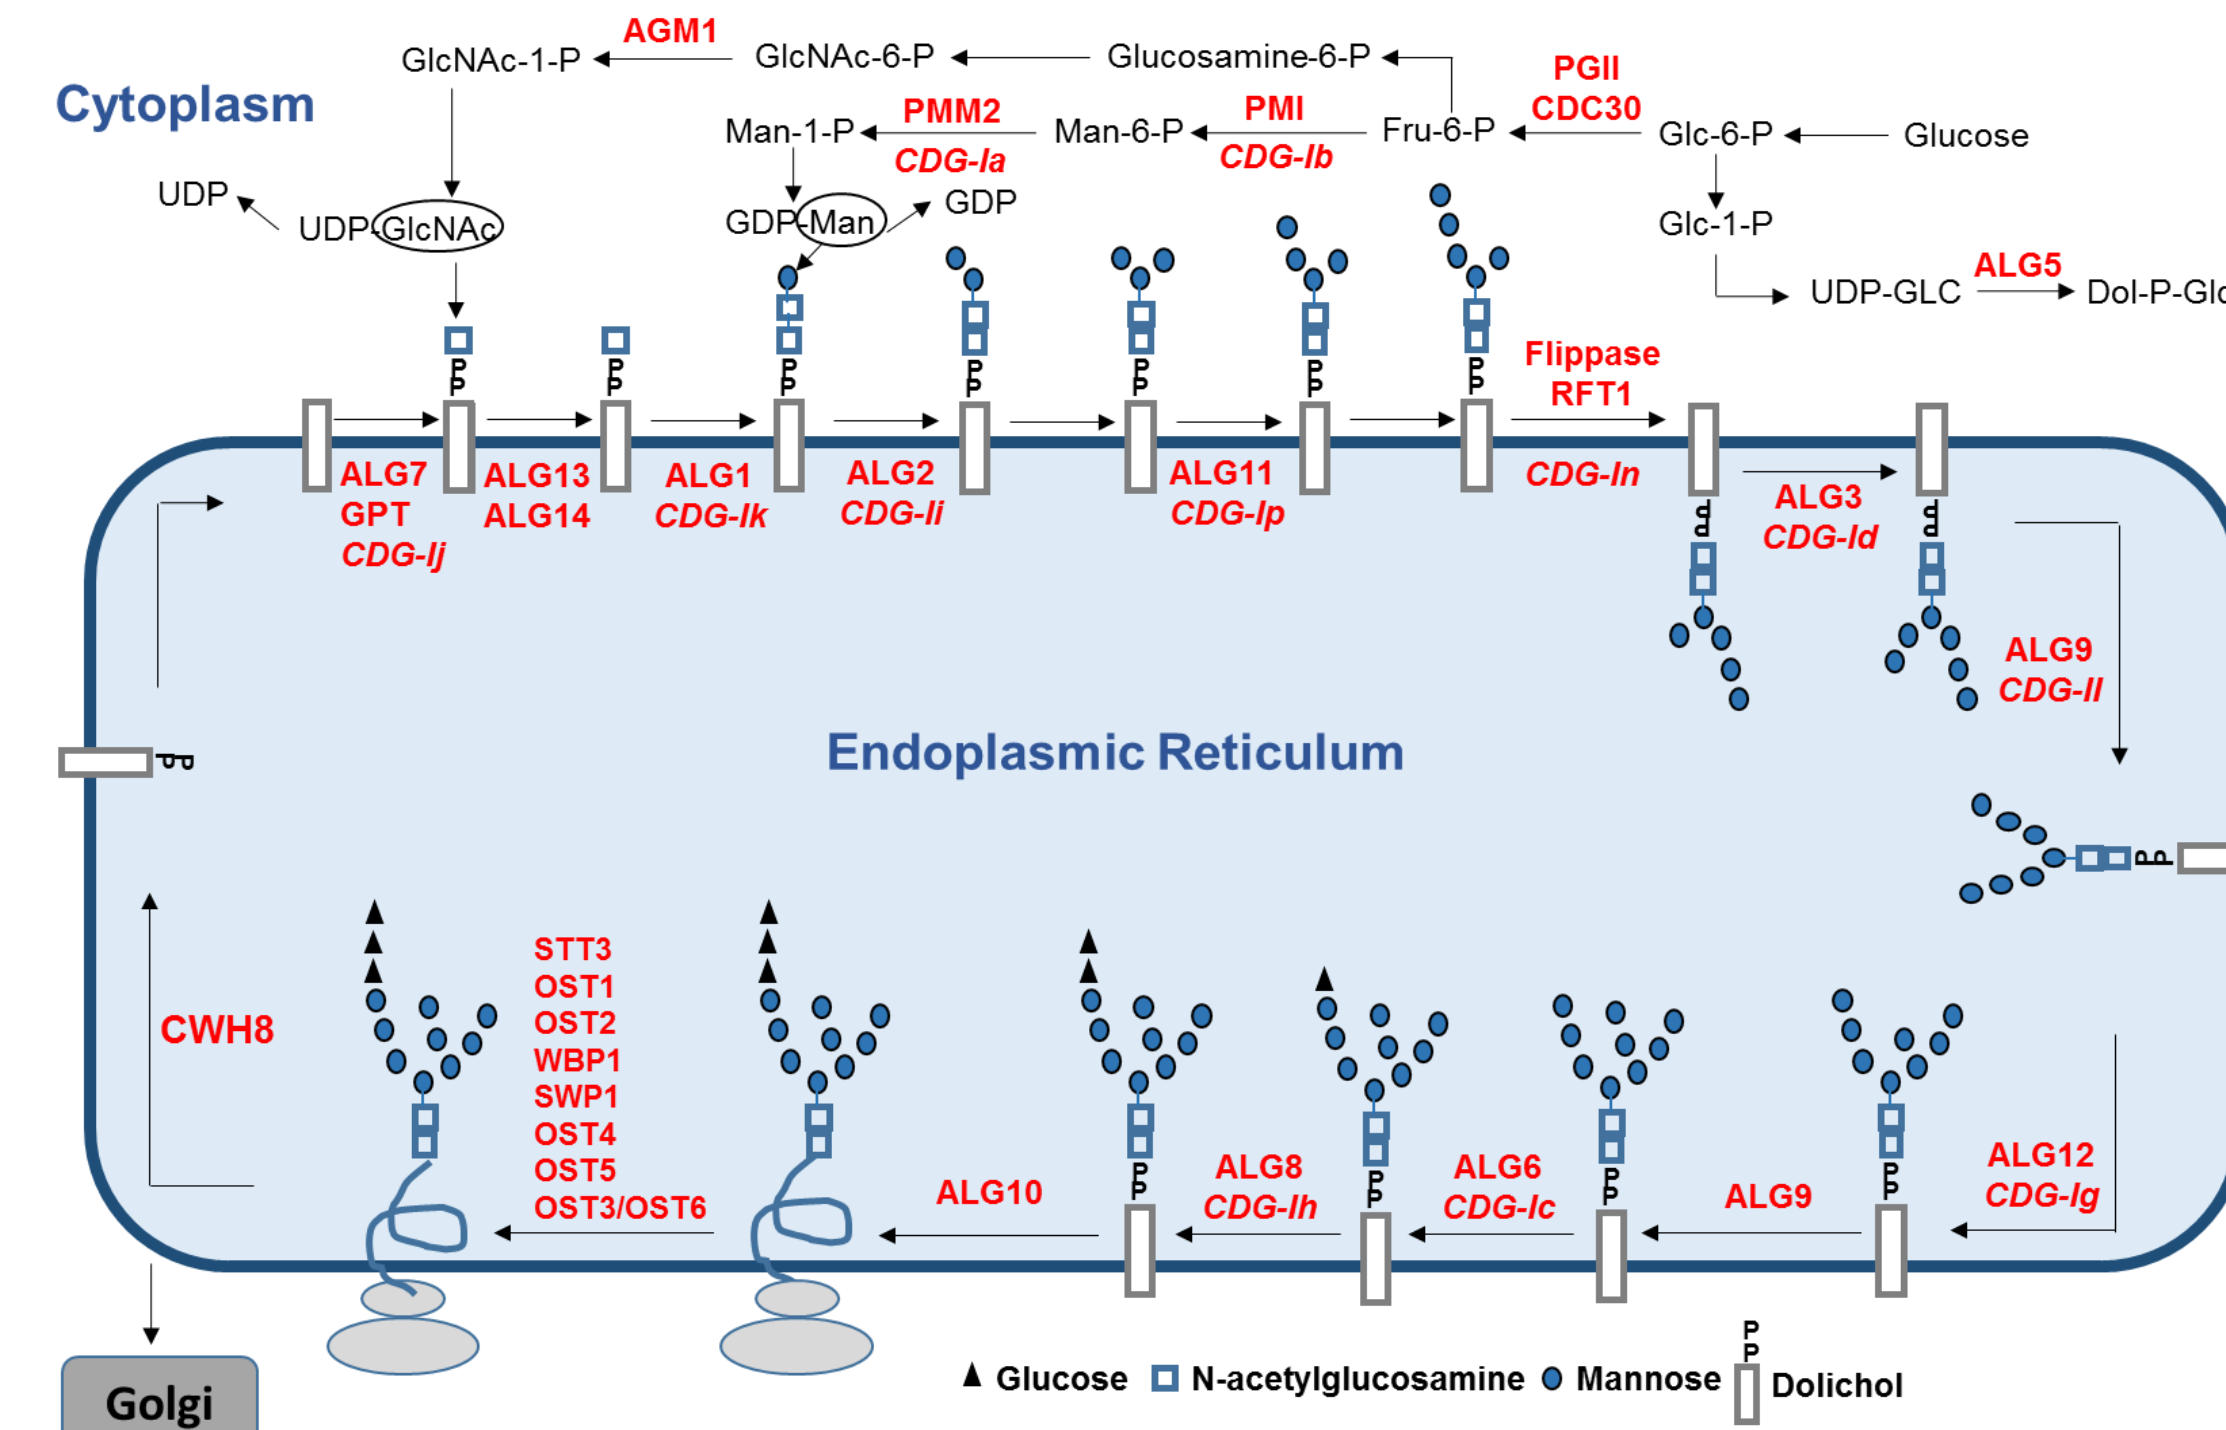 AGM1
GlcNAc-1-P
GlcNAc-6-P
Glucosamine-6-P
PGII
CDC30
Cytoplasm
PMM2
PMI
Man-1-P
Man-6-P
Fru-6-P
Glc-6-P
Glucose
CDG-Ia
CDG-Ib
UDP
UDP-GlcNAc
GDP-Man
GDP
Glc-1-P
ALG5
UDP-GLC
Dol-P-Glc
P
P
P
P
P
P
P
P
P
P
P
P
P
P
Flippase
RFT1
ALG7
GPT
CDG-Ij
ALG13
ALG14
ALG1
CDG-Ik
ALG2
CDG-Ii
ALG11
CDG-Ip
CDG-In
ALG3
CDG-Id
P
P
P
P
ALG9
CDG-Il
Endoplasmic Reticulum
P
P
P
P
STT3
OST1
OST2
WBP1
SWP1
OST4
OST5
OST3/OST6
CWH8
ALG10
P
P
ALG8
CDG-Ih
P
P
ALG6
CDG-Ic
P
P
ALG9
P
P
ALG12
CDG-Ig
Golgi
Glucose
N-acetylglucosamine
Mannose
P
P
Dolichol